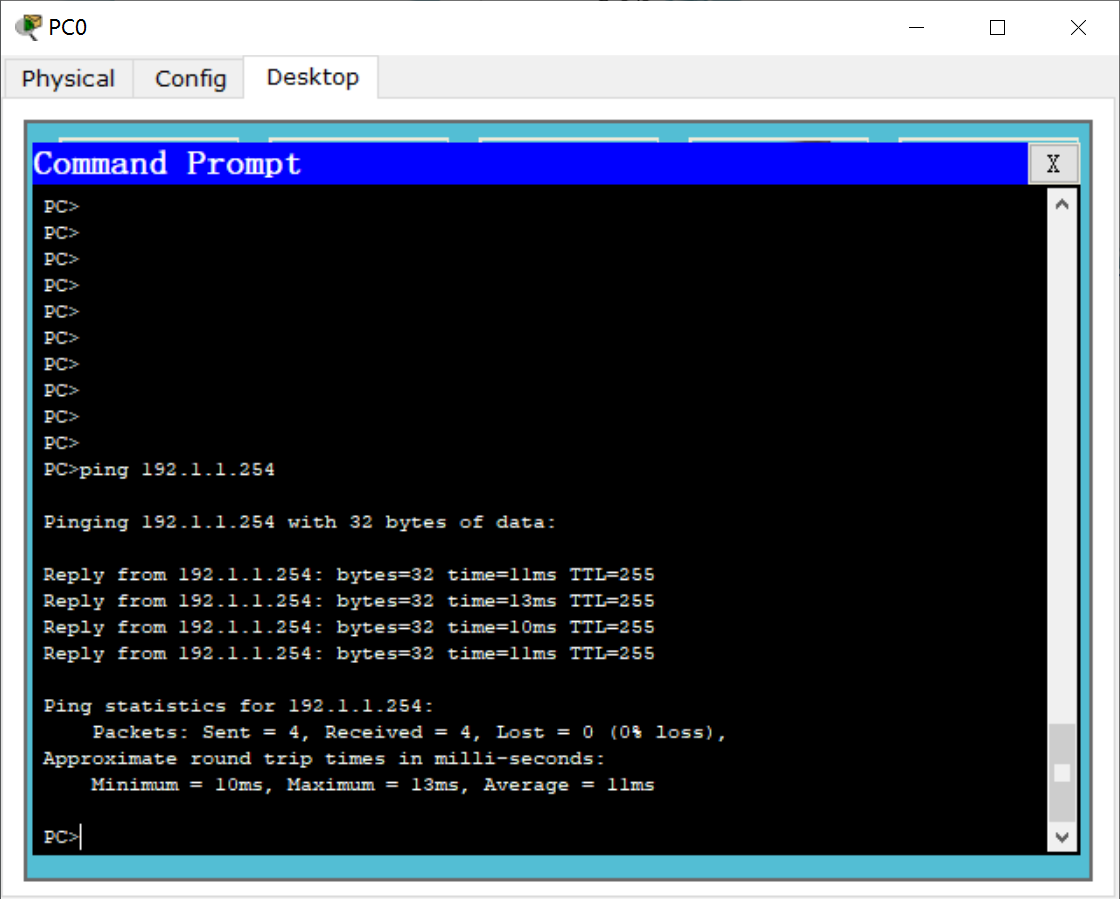 PC0
Physical Config Desktop
Command Prompt X
PC>
PC>
PC>
PC>
PC>
PC>
PC>
PC>
PC>
PC>
PC>ping 192.1.1.254
Pinging 192.1.1.254 with 32 bytes of data:
Reply from 192.1.1.254: bytes=32 time=11ms TTL=255
Reply from 192.1.1.254: bytes=32 time=13ms TTL=255
Reply from 192.1.1.254: bytes=32 time=10ms TTL=255
Reply from 192.1.1.254: bytes=32 time=11ms TTL=255
Ping statistics for 192.1.1.254:
Packets: Sent = 4, Received = 4, Lost = 0 (0% loss),
Approximate round trip times in milli-seconds:
Minimum = 10ms, Maximum = 13ms, Average = 11ms
PC>